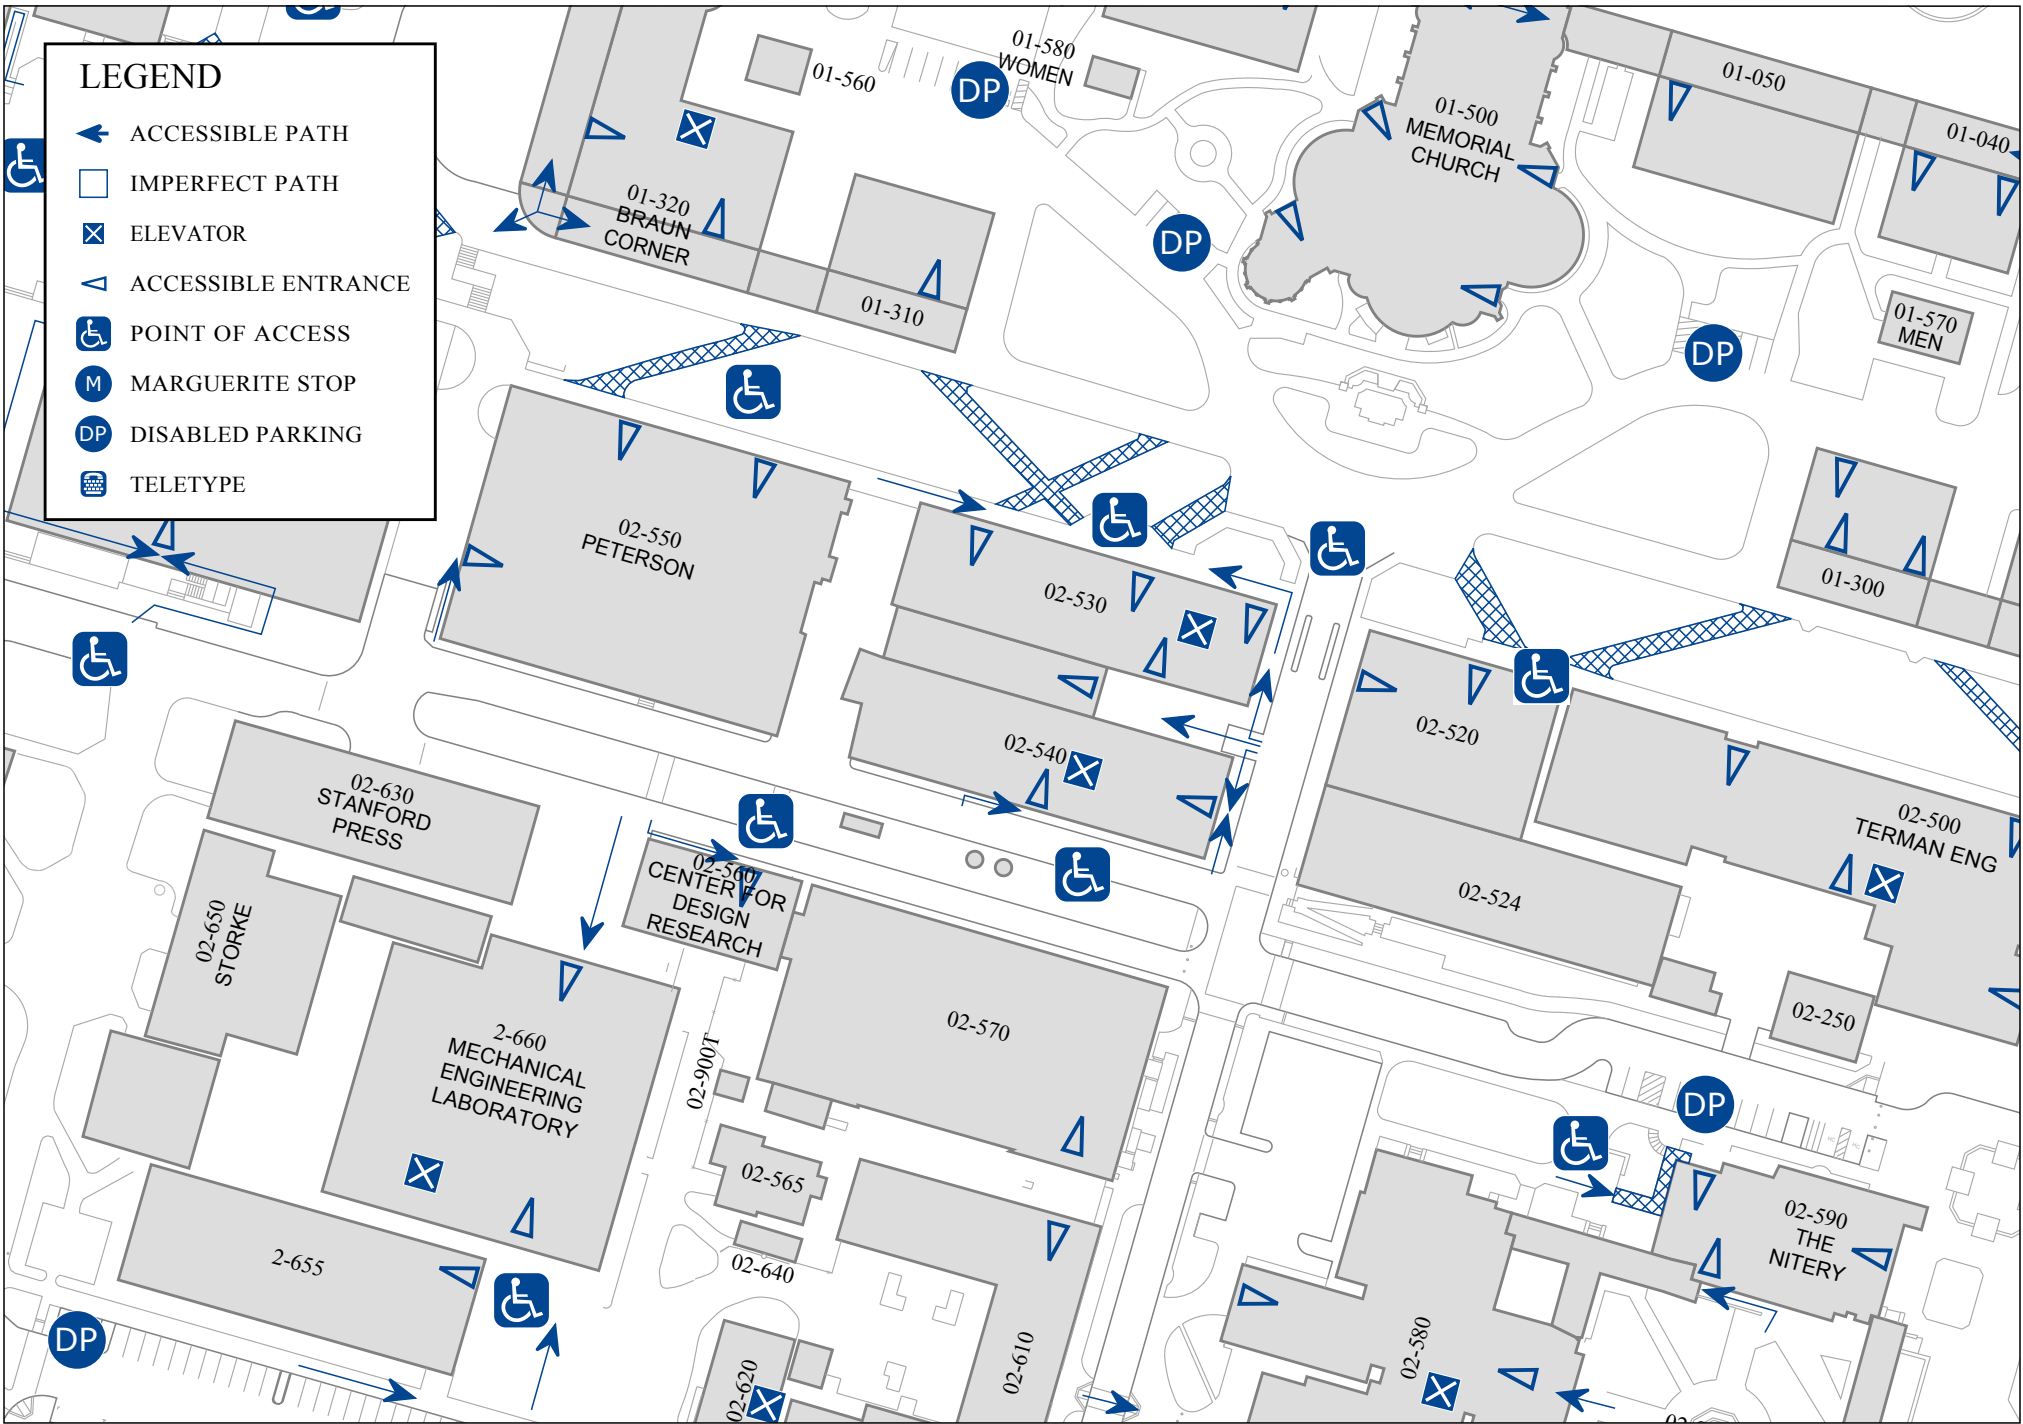 LEGEND
ACCESSIBLE PATH
IMPERFECT PATH
ELEVATOR
ACCESSIBLE ENTRANCE
POINT OF ACCESS
M MARGUERITE STOP
DP DISABLED PARKING
TELETYPE
01-560
01-580
WOMEN
DP
01-500
MEMORIAL
CHURCH
01-050
01-040
01-320
BRAUN
CORNER
DP
01-310
01-570
MEN
DP
02-550
PETERSON
02-530
01-300
02-540
02-520
02-630
STANFORD
PRESS
02-500
TERMAN ENG
02-560
CENTER FOR
DESIGN
RESEARCH
02-524
02-650
STORKE
02-570
02-250
2-660
MECHANICAL
ENGINEERING
LABORATORY
02-900T
DP
02-565
02-590
THE
NITERY
2-655
02-640
DP
02-610
02-580
02-620